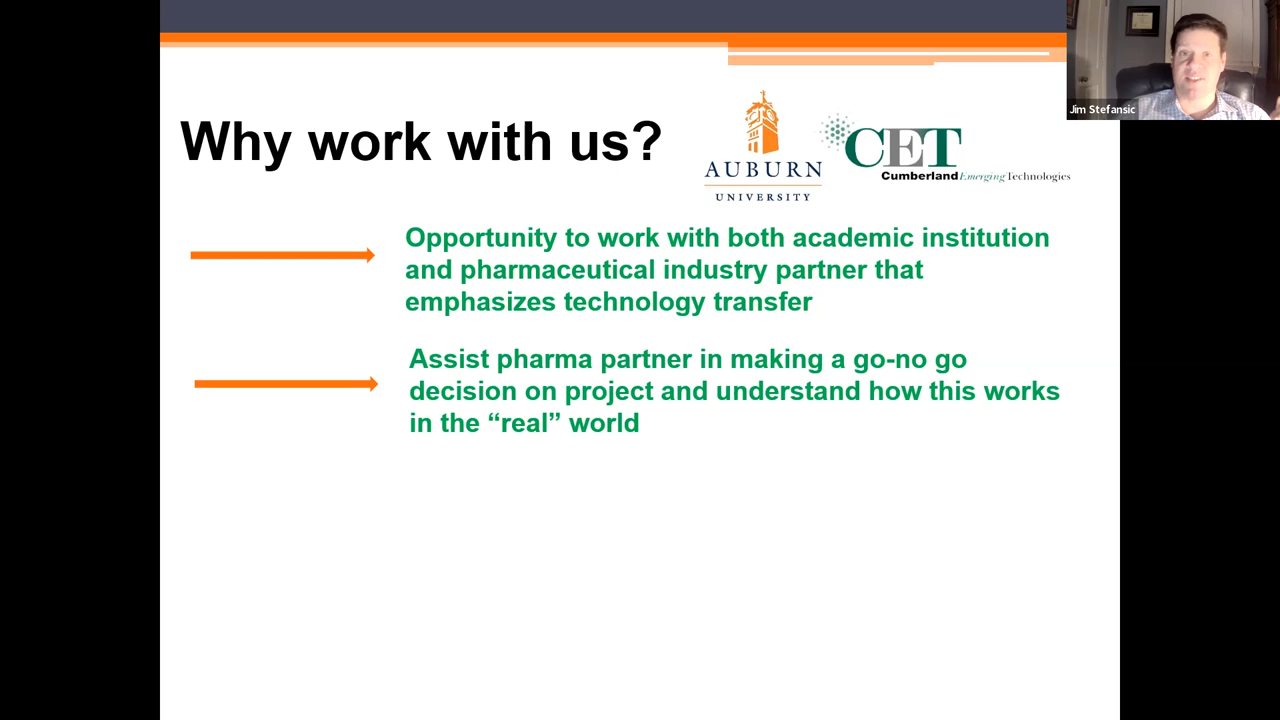 Jim Stefansic
Why work with us?
AUBURN
UNIVERSITY
CET
Cumberland Emerging Technologies
Opportunity to work with both academic institution
and pharmaceutical industry partner that
emphasizes technology transfer
Assist pharma partner in making a go-no go
decision on project and understand how this works
in the “real” world